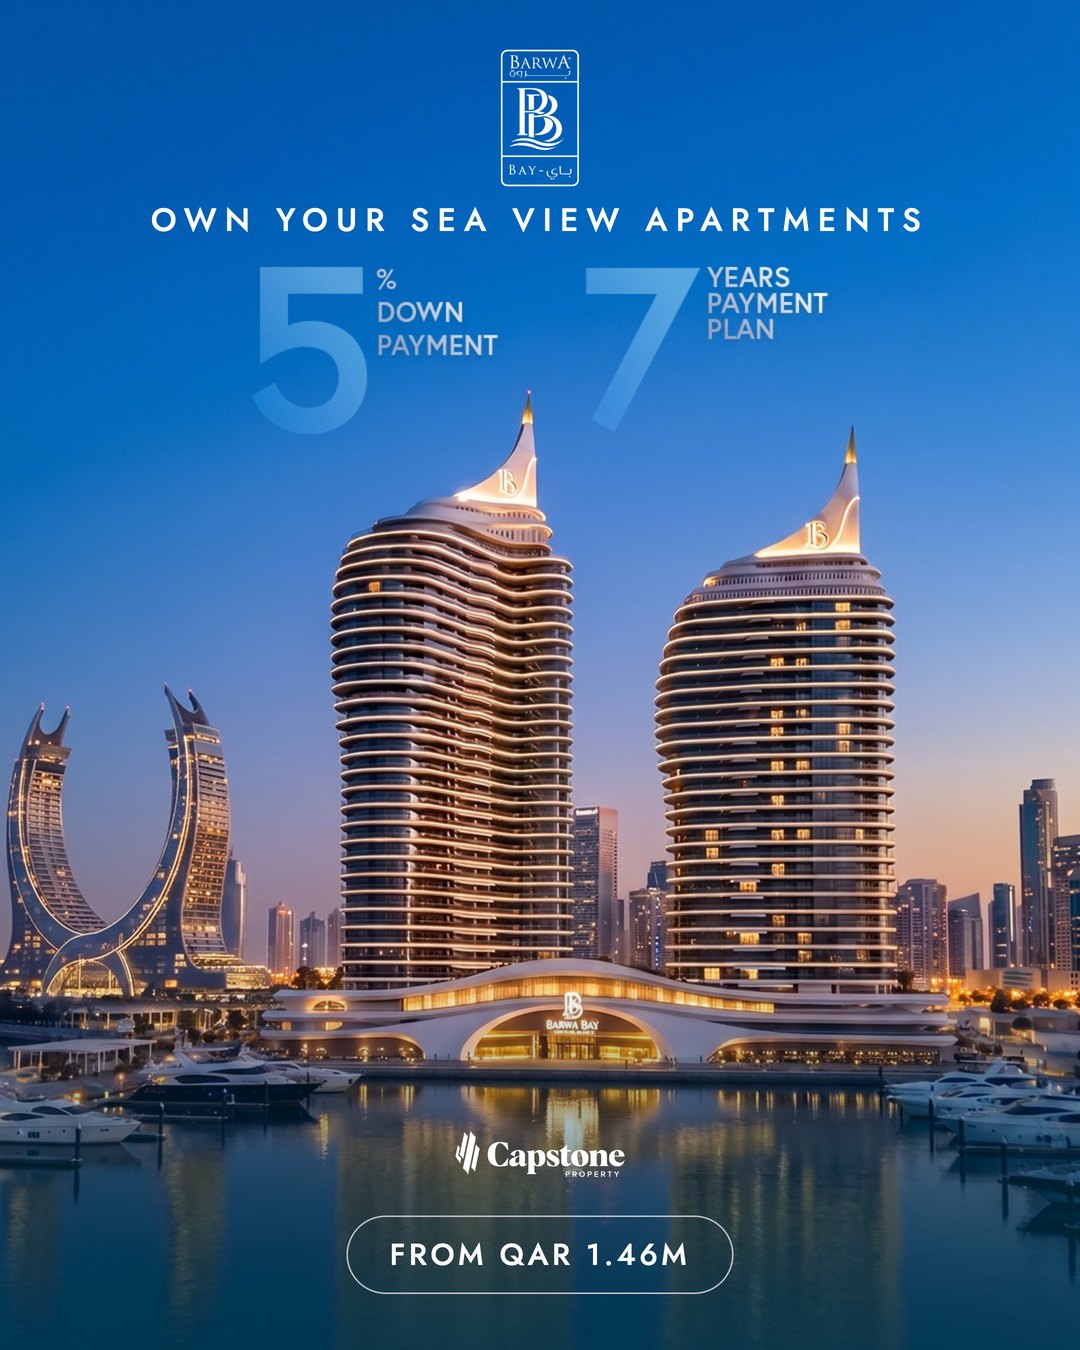 BARWA
بروة
BB
BAY - باي
OWN YOUR SEA VIEW APARTMENTS
5
%
DOWN
PAYMENT
7
YEARS
PAYMENT
PLAN
B
B
B
BARWA BAY
Capstone
PROPERTY
FROM QAR 1.46M